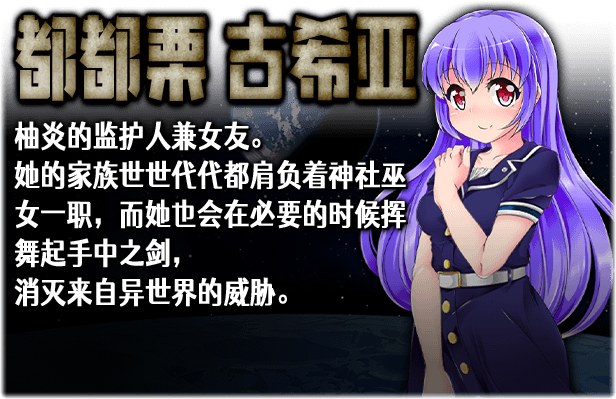 都都栗 古希亚
柚炎的监护人兼女友。
她的家族世世代代都肩负着神社巫
女一职，而她也会在必要的时候挥
舞起手中之剑，
消灭来自异世界的威胁。